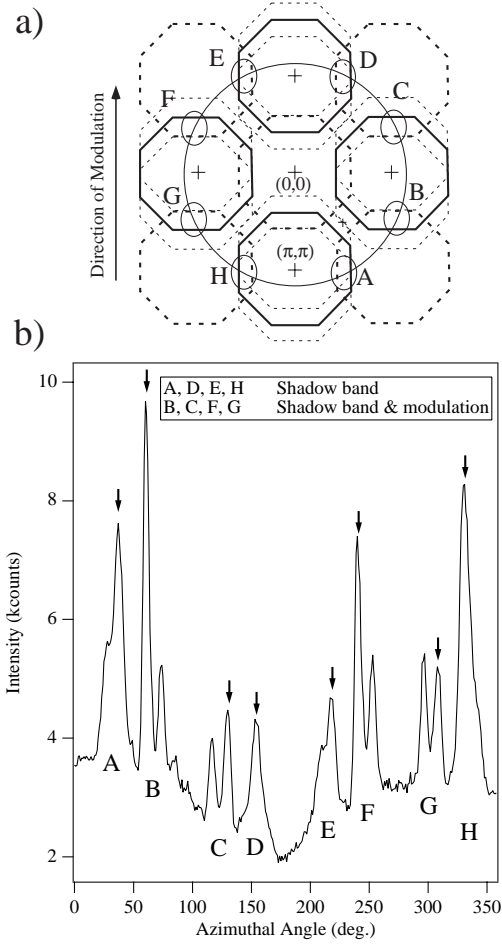 a)
E
D
F
C
Direction of Modulation
(0,0)
G
B
(π,π)
H
A
b)
10
A, D, E, H Shadow band
B, C, F, G Shadow band & modulation
8
6
Intensity (kcounts)
4
A
B
C
D
E
F
G
H
2
0 50 100 150 200 250 300 350
Azimuthal Angle (deg.)